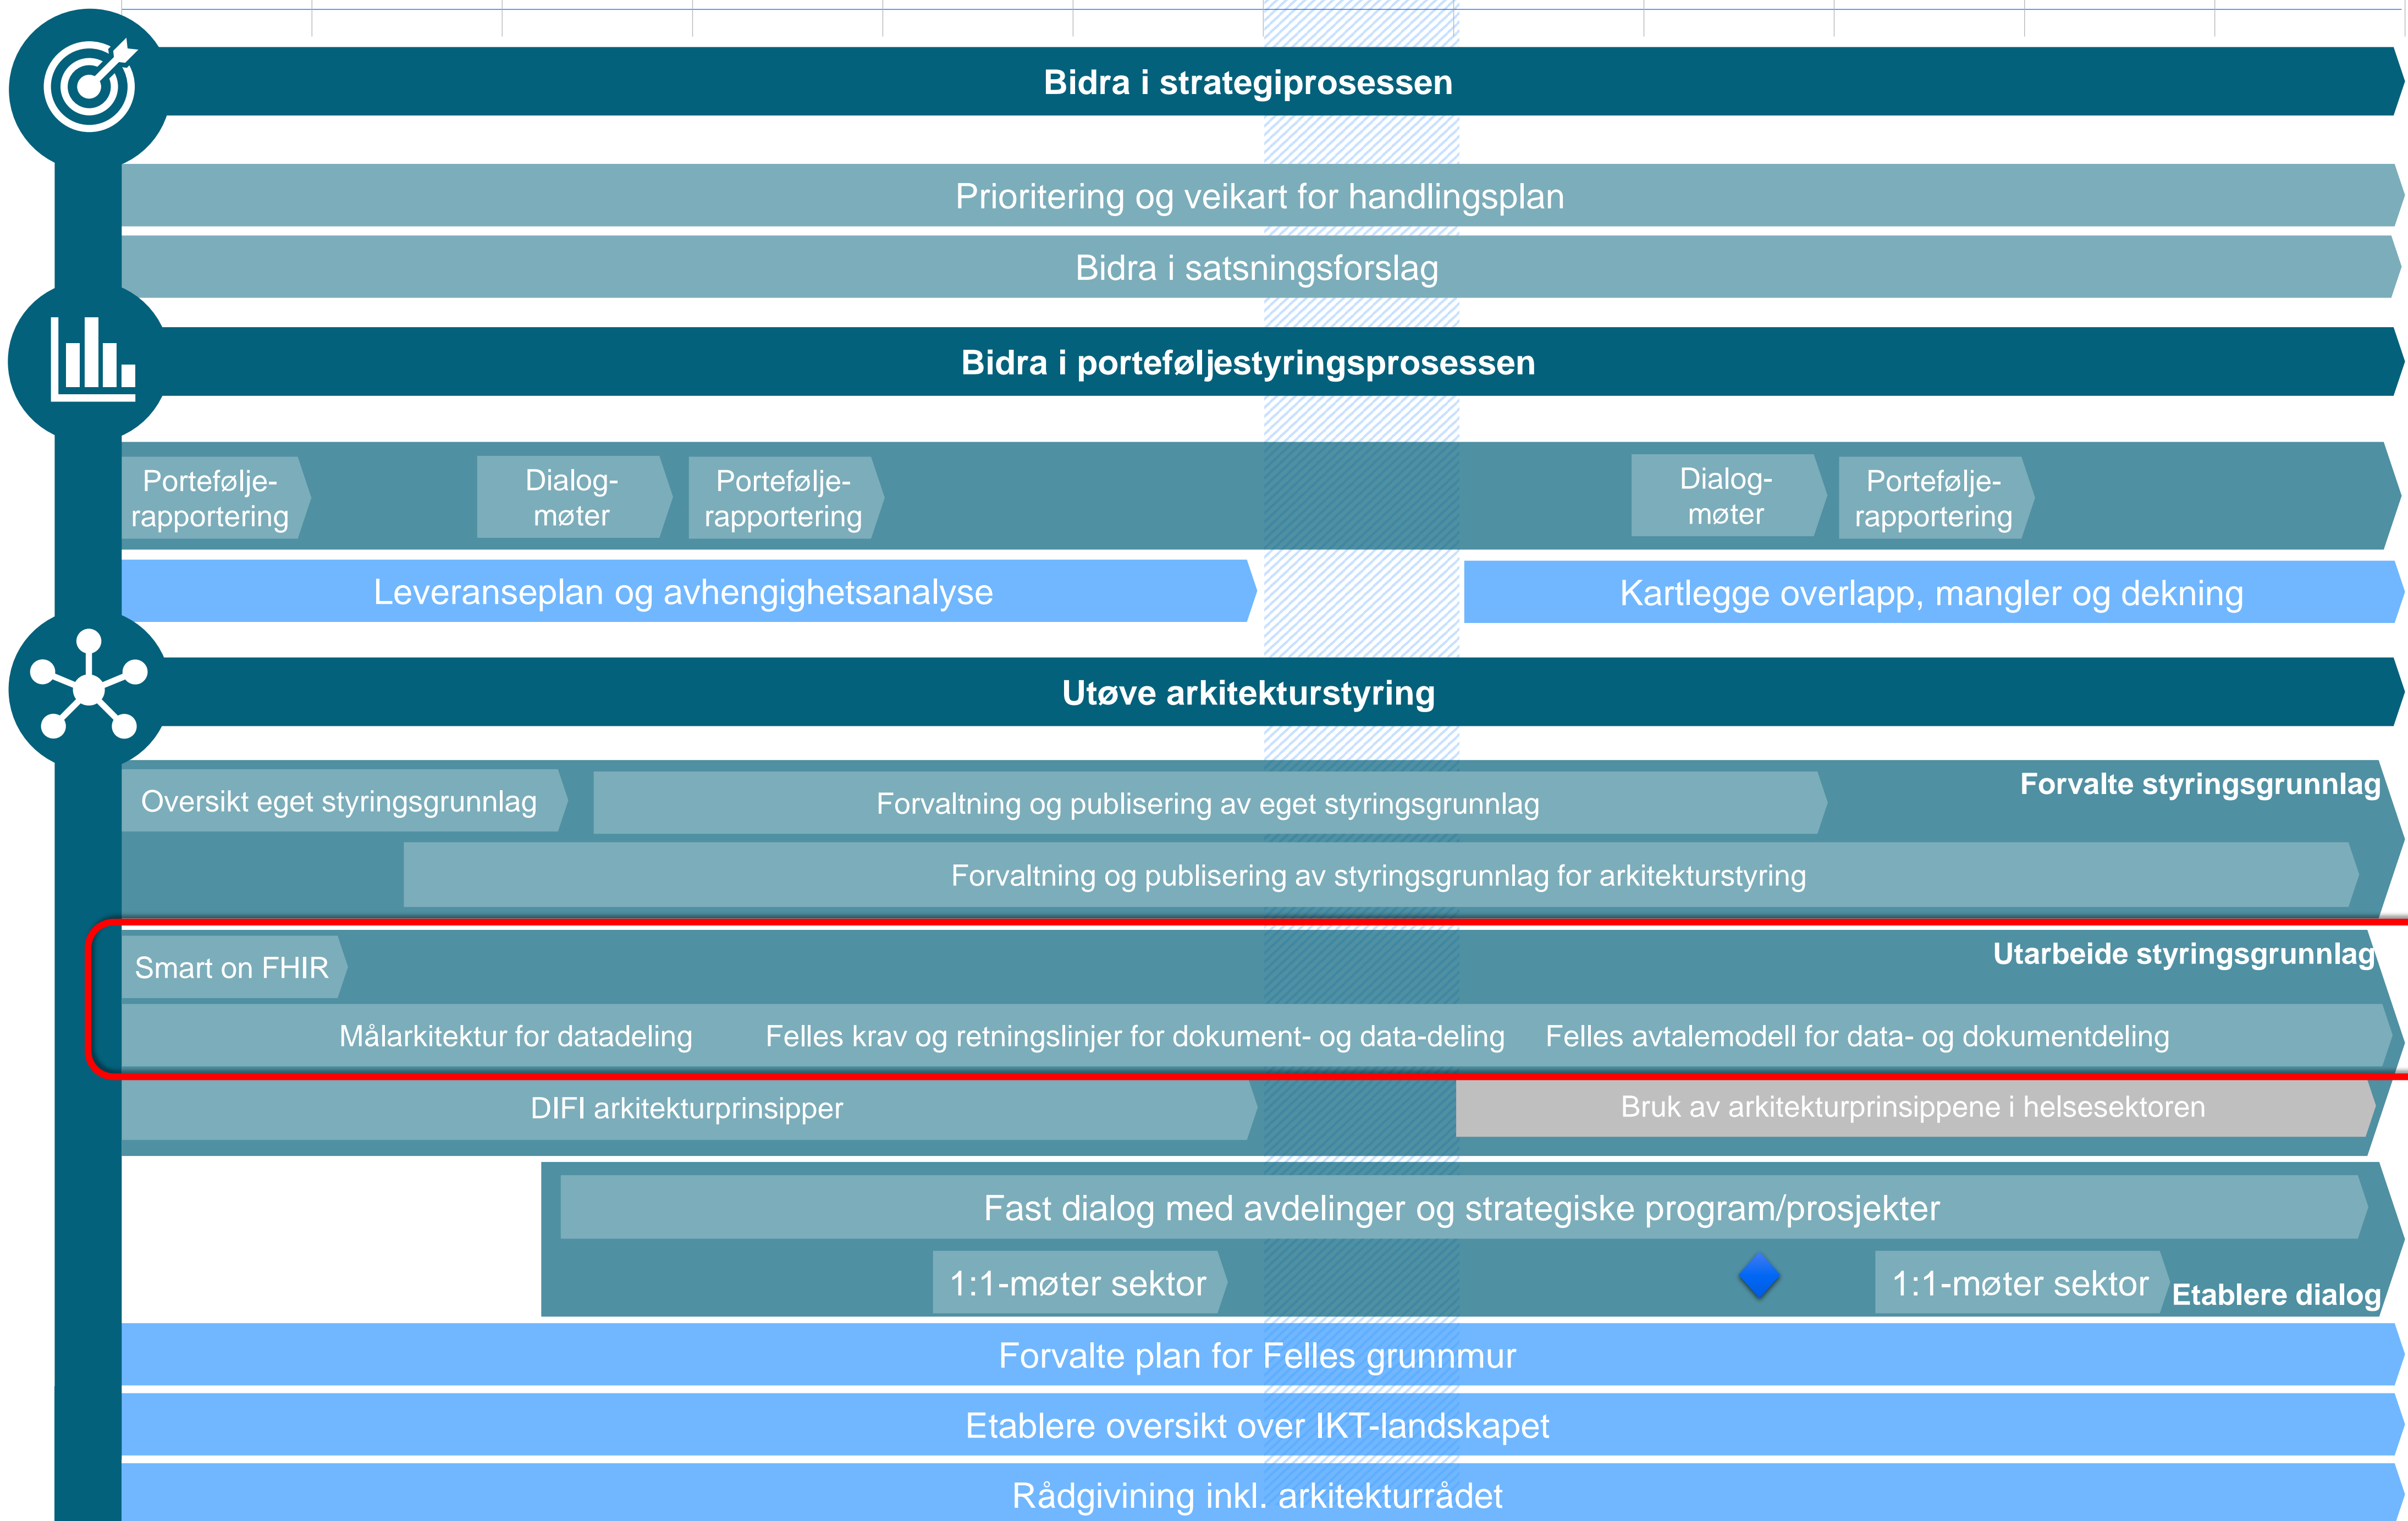 Bidra i strategiprosessen
Prioritering og veikart for handlingsplan
Bidra i satsningsforslag
Bidra i porteføljestyringsprosessen
Portefølje-
rapportering
Dialog-
møter
Portefølje-
rapportering
Dialog-
møter
Portefølje-
rapportering
Leveranseplan og avhengighetsanalyse
Kartlegge overlapp, mangler og dekning
Utøve arkitekturstyring
Forvalte styringsgrunnlag
Oversikt eget styringsgrunnlag
Forvaltning og publisering av eget styringsgrunnlag
Forvaltning og publisering av styringsgrunnlag for arkitekturstyring
Utarbeide styringsgrunnlag
Smart on FHIR
Målarkitektur for datadeling
Felles krav og retningslinjer for dokument- og data-deling
Felles avtalemodell for data- og dokumentdeling
DIFI arkitekturprinsipper
Bruk av arkitekturprinsippene i helsesektoren
Fast dialog med avdelinger og strategiske program/prosjekter
1:1-møter sektor
1:1-møter sektor
Etablere dialog
Forvalte plan for Felles grunnmur
Etablere oversikt over IKT-landskapet
Rådgivining inkl. arkitekturrådet